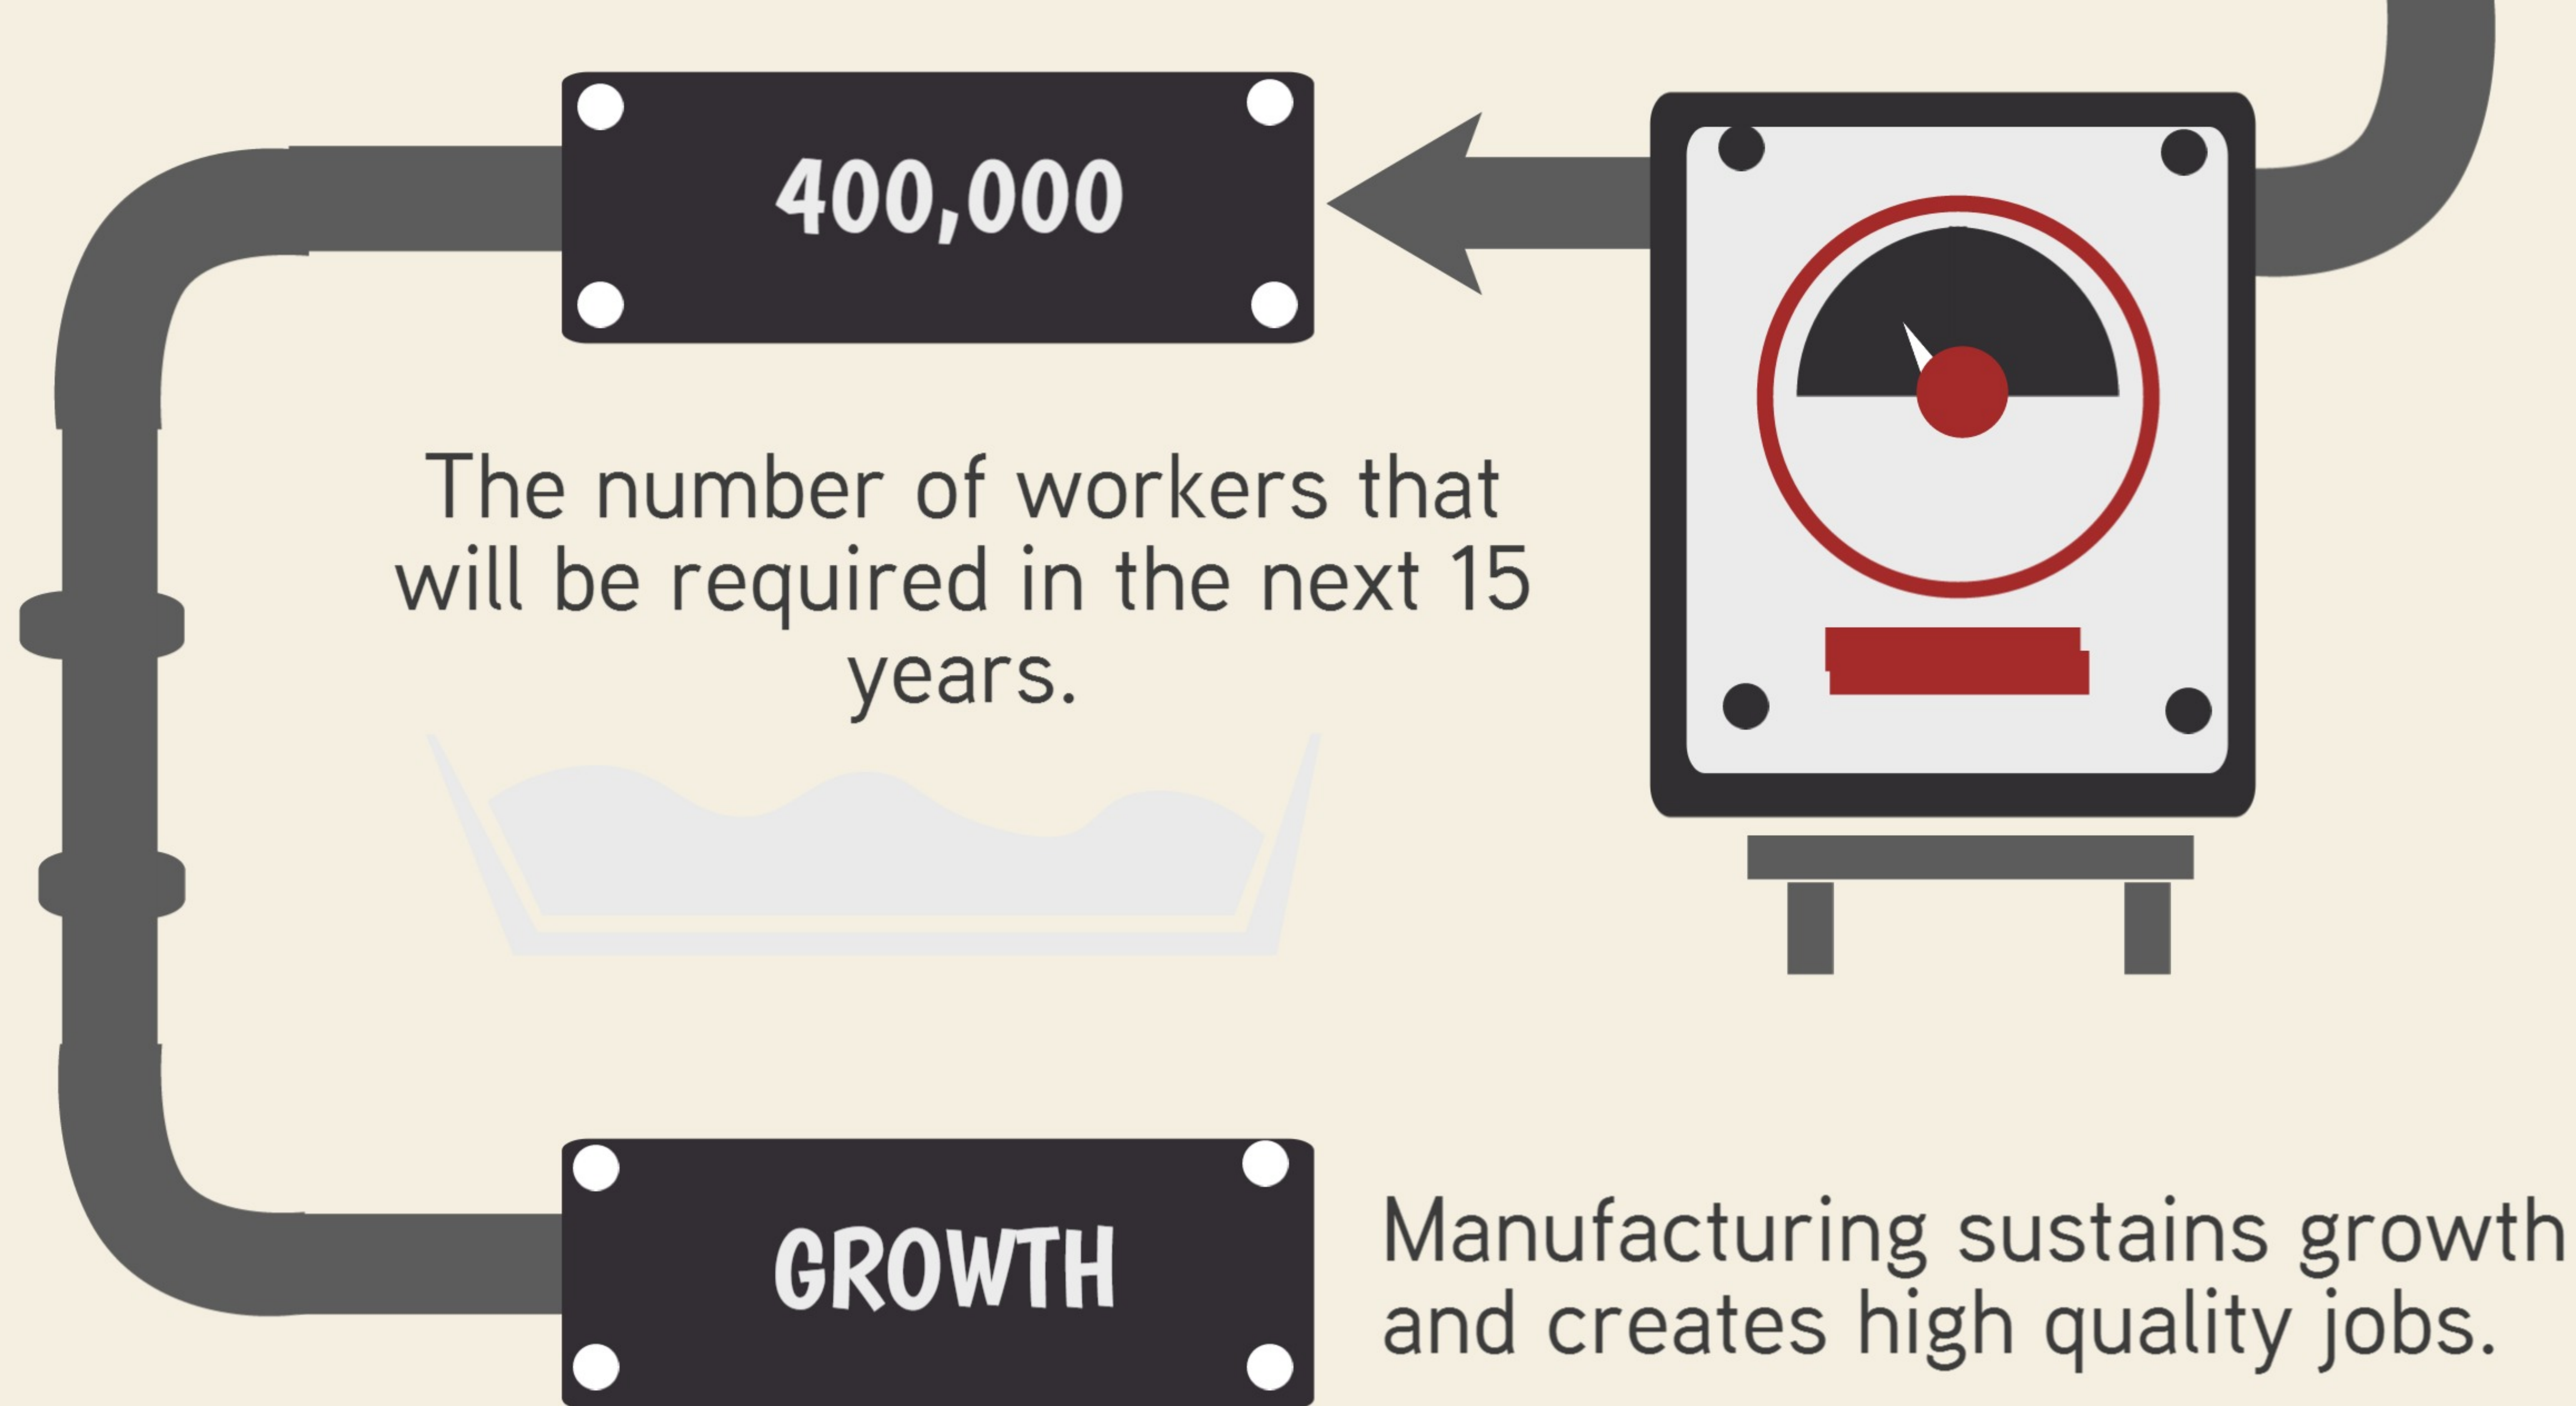 400,000
The number of workers that
will be required in the next 15
years.
GROWTH
Manufacturing sustains growth
and creates high quality jobs.